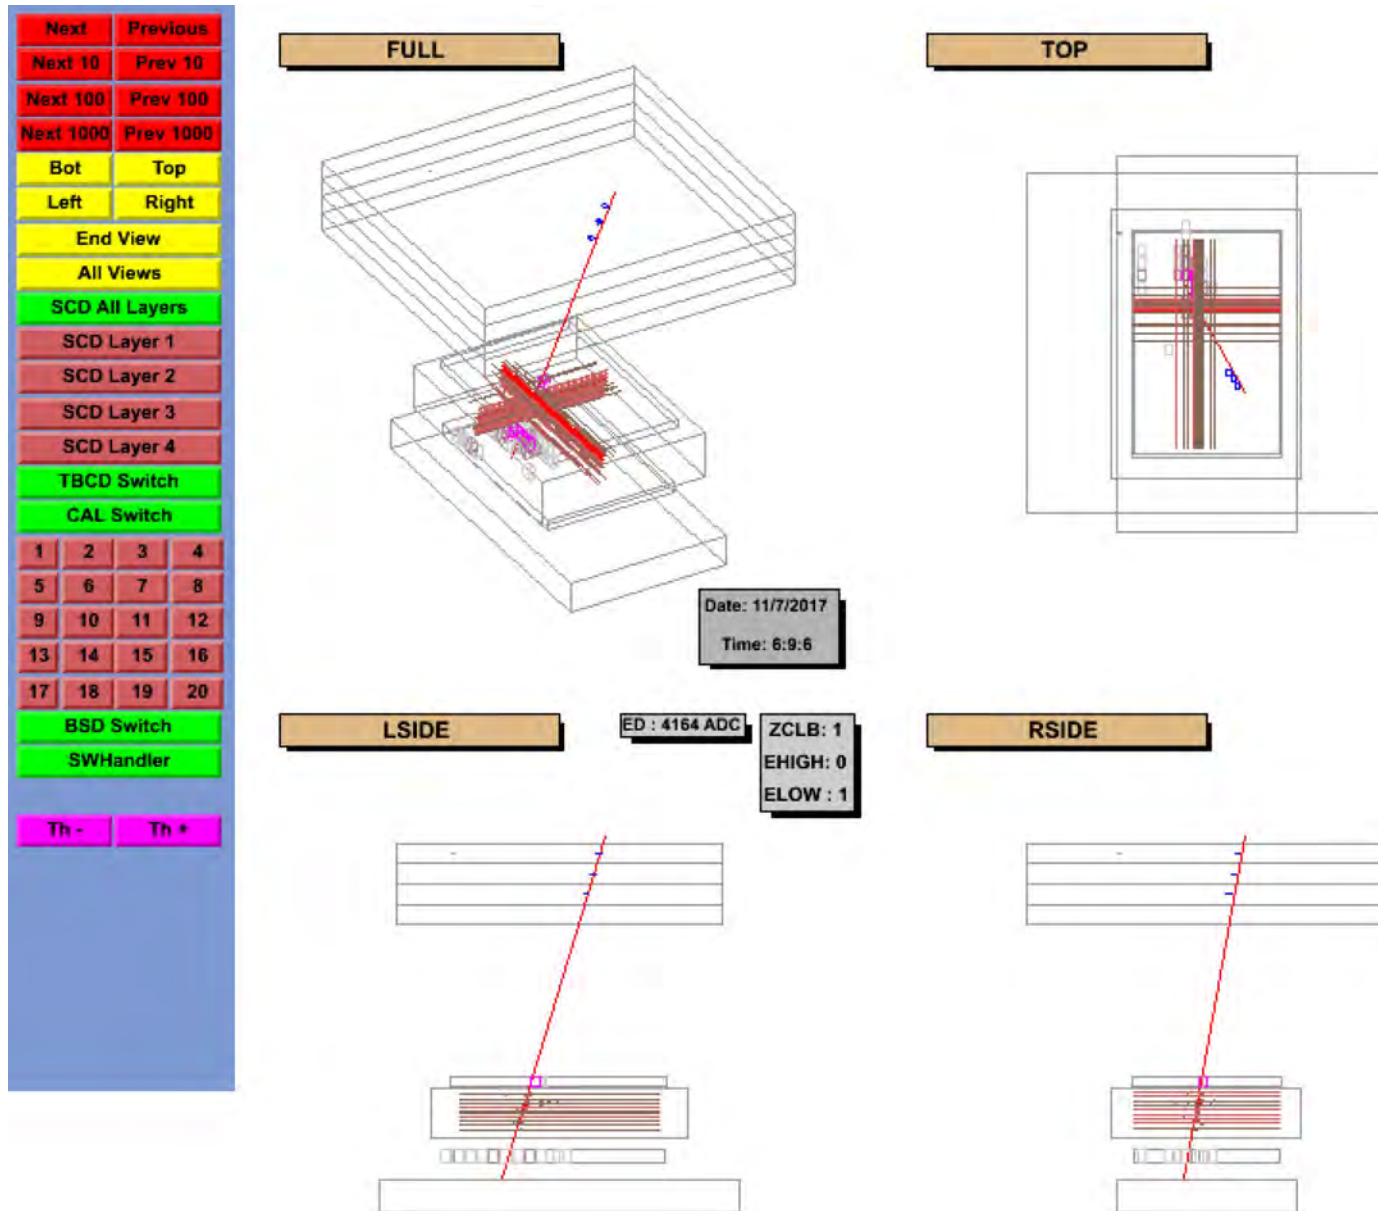 Next Previous
Next 10 Prev 10
Next 100 Prev 100
Next 1000 Prev 1000
Bot Top
Left Right
End View
All Views
SCD All Layers
SCD Layer 1
SCD Layer 2
SCD Layer 3
SCD Layer 4
TBCD Switch
CAL Switch
1 2 3 4
5 6 7 8
9 10 11 12
13 14 15 16
17 18 19 20
BSD Switch
SWHandler
Th - Th +
FULL
TOP
Date: 11/7/2017
Time: 6:9:6
LSIDE
ED : 4164 ADC
ZCLB: 1
EHIGH: 0
ELOW : 1
RSIDE